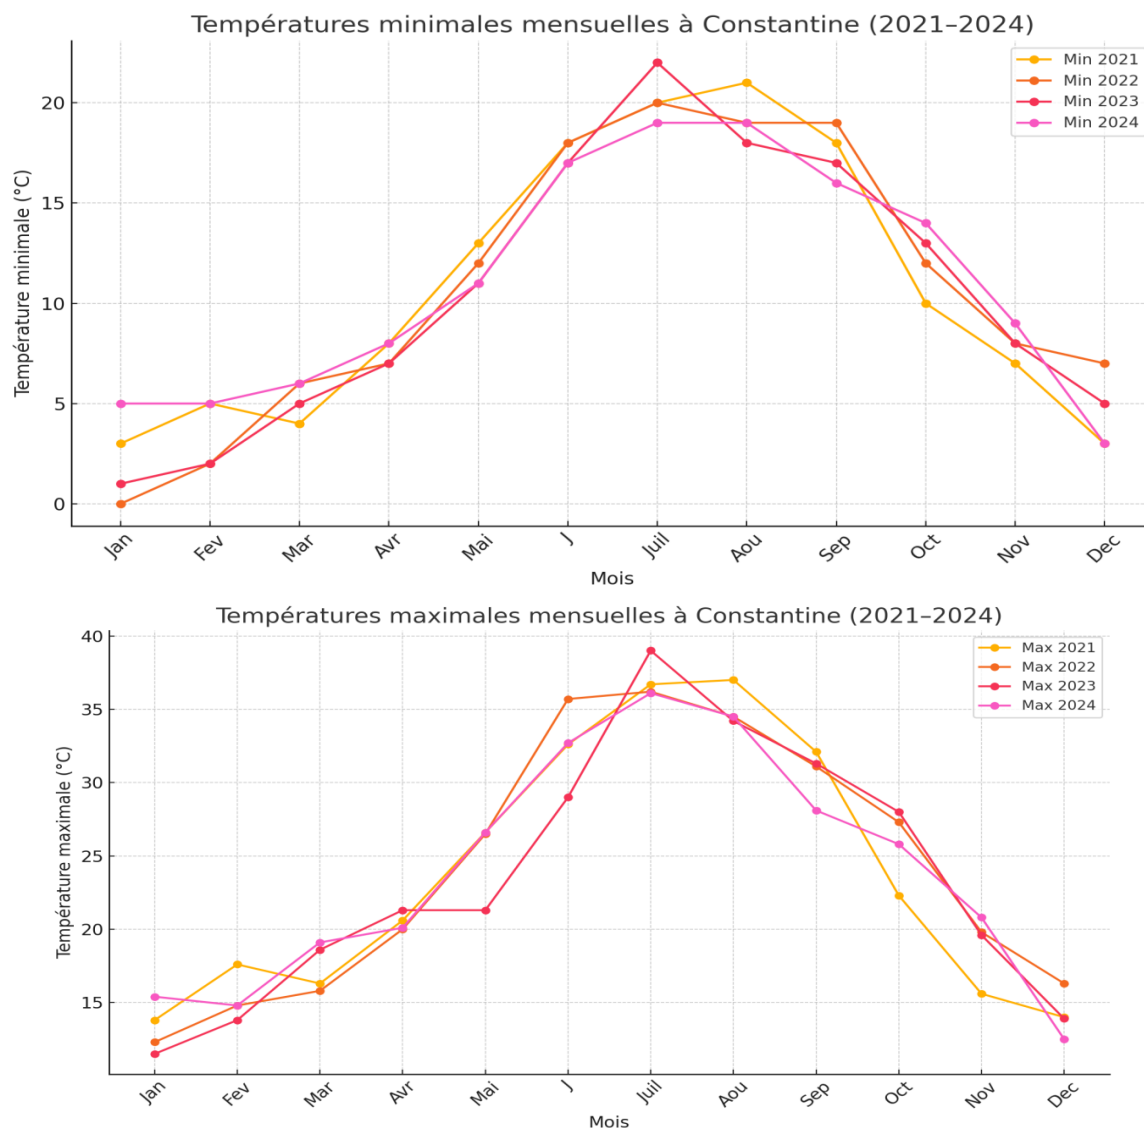 Températures minimales mensuelles à Constantine (2021–2024)
Min 2021
Min 2022
Min 2023
Min 2024
Température minimale (°C)
20
15
10
5
0
Jan Fev Mar Avr Mai J Juil Aou Sep Oct Nov Dec
Mois
Températures maximales mensuelles à Constantine (2021–2024)
Max 2021
Max 2022
Max 2023
Max 2024
Température maximale (°C)
40
35
30
25
20
15
Jan Fev Mar Avr Mai J Juil Aou Sep Oct Nov Dec
Mois